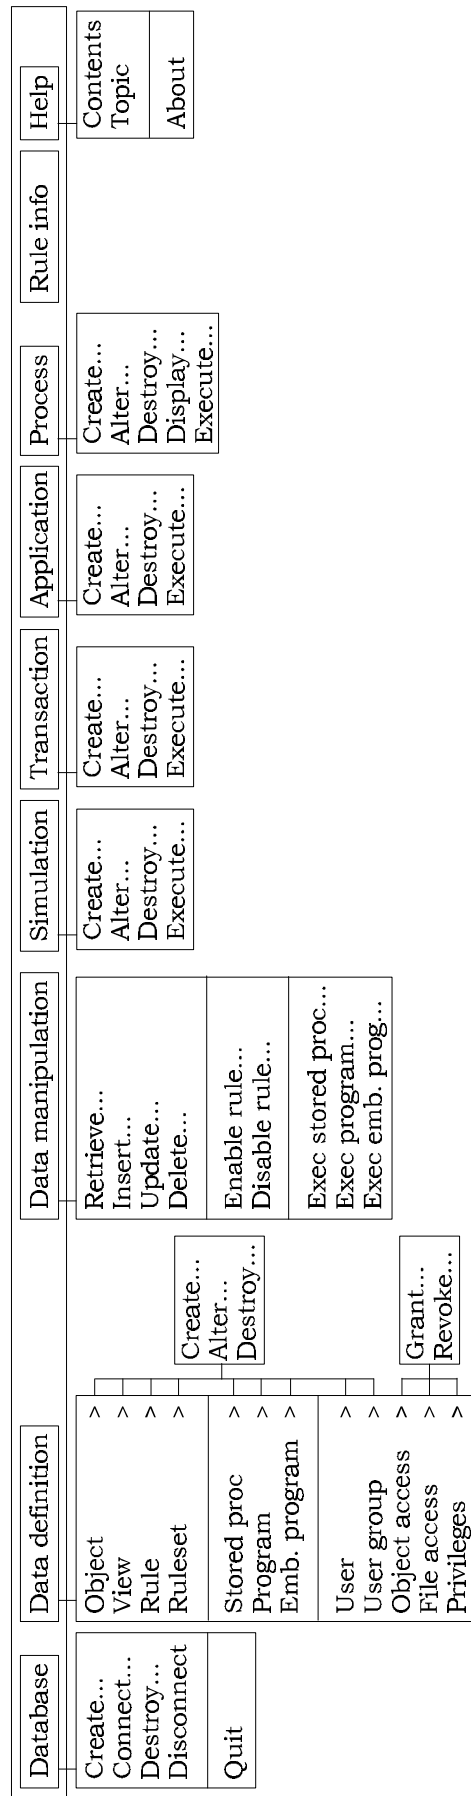 Database
Data definition
Data manipulation
Simulation
Transaction
Application
Process
Rule info
Help
Create...
Connect...
Destroy...
Disconnect
Quit
Object >
View >
Rule >
Ruleset >
Stored proc >
Program >
Emb. program >
User >
User group >
Object access >
File access >
Privileges >
Create...
Alter...
Destroy...
Grant...
Revoke...
Retrieve...
Insert...
Update...
Delete...
Enable rule...
Disable rule...
Exec stored proc...
Exec program...
Exec emb. prog...
Create...
Alter...
Destroy...
Execute...
Create...
Alter...
Destroy...
Execute...
Create...
Alter...
Destroy...
Execute...
Create...
Alter...
Destroy...
Display...
Execute...
Contents
Topic
About